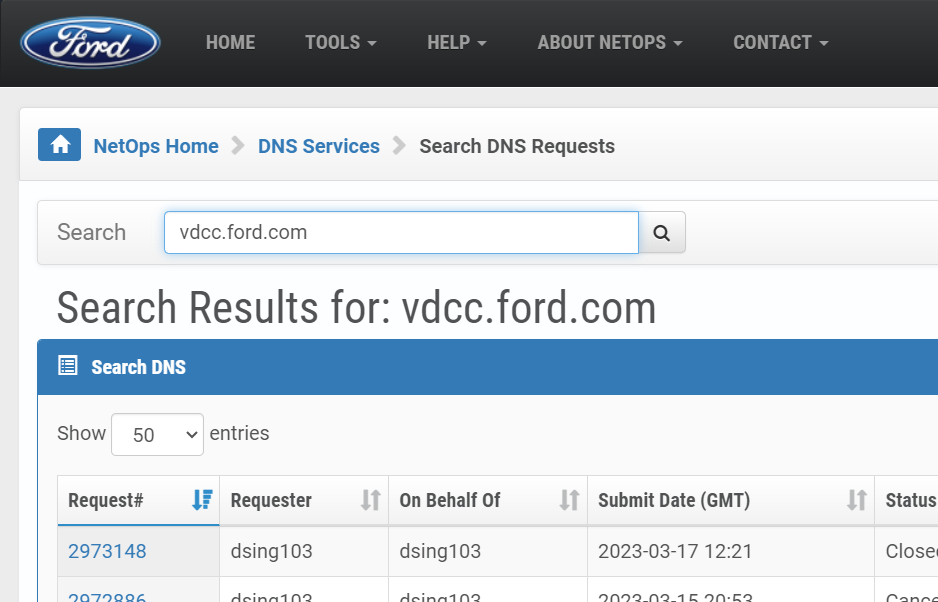 Ford
HOME TOOLS HELP ABOUT NETOPS CONTACT
NetOps Home DNS Services Search DNS Requests
Search vdcc.ford.com
Search Results for: vdcc.ford.com
Search DNS
Show 50 entries
Request# Requester On Behalf Of Submit Date (GMT) Status
2973148 dsing103 dsing103 2023-03-17 12:21 Close
2972886 dsing103 dsing103 2023-03-15 20:53 Cance